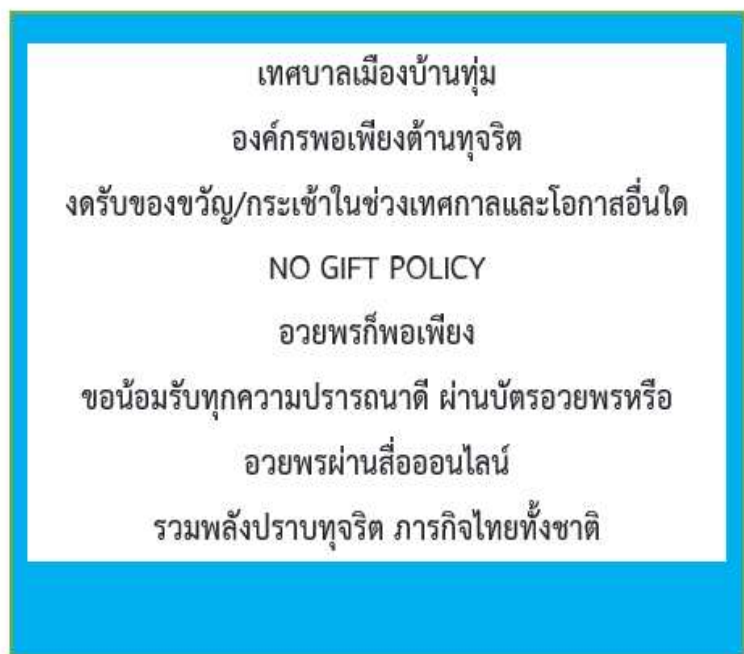 เทศบาลเมืองบ้านทุ่ม
องค์กรพอเพียงต้านทุจริต
งดรับของขวัญ/กระเช้าในช่วงเทศกาลและโอกาสอื่นใด
NO GIFT POLICY
อวยพรก็พอเพียง
ขอน้อมรับทุกความปรารถนาดี ผ่านบัตรอวยพรหรือ
อวยพรผ่านสื่อออนไลน์
รวมพลังปราบทุจริต ภารกิจไทยทั้งชาติ